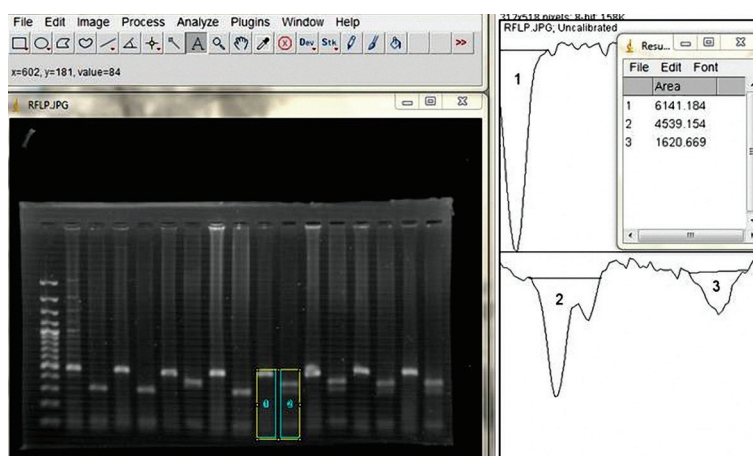 File Edit Image Process Analyze Plugins Window Help
A Dev Stk >>
x=602, y=181, value=84
RFLP.JPG
1 2
317x518 pixels; 8-bit; 158K
RFLP.JPG; Uncalibrated
1
2
3
Resu...
File Edit Font
Area
1 6141.184
2 4539.154
3 1620.669